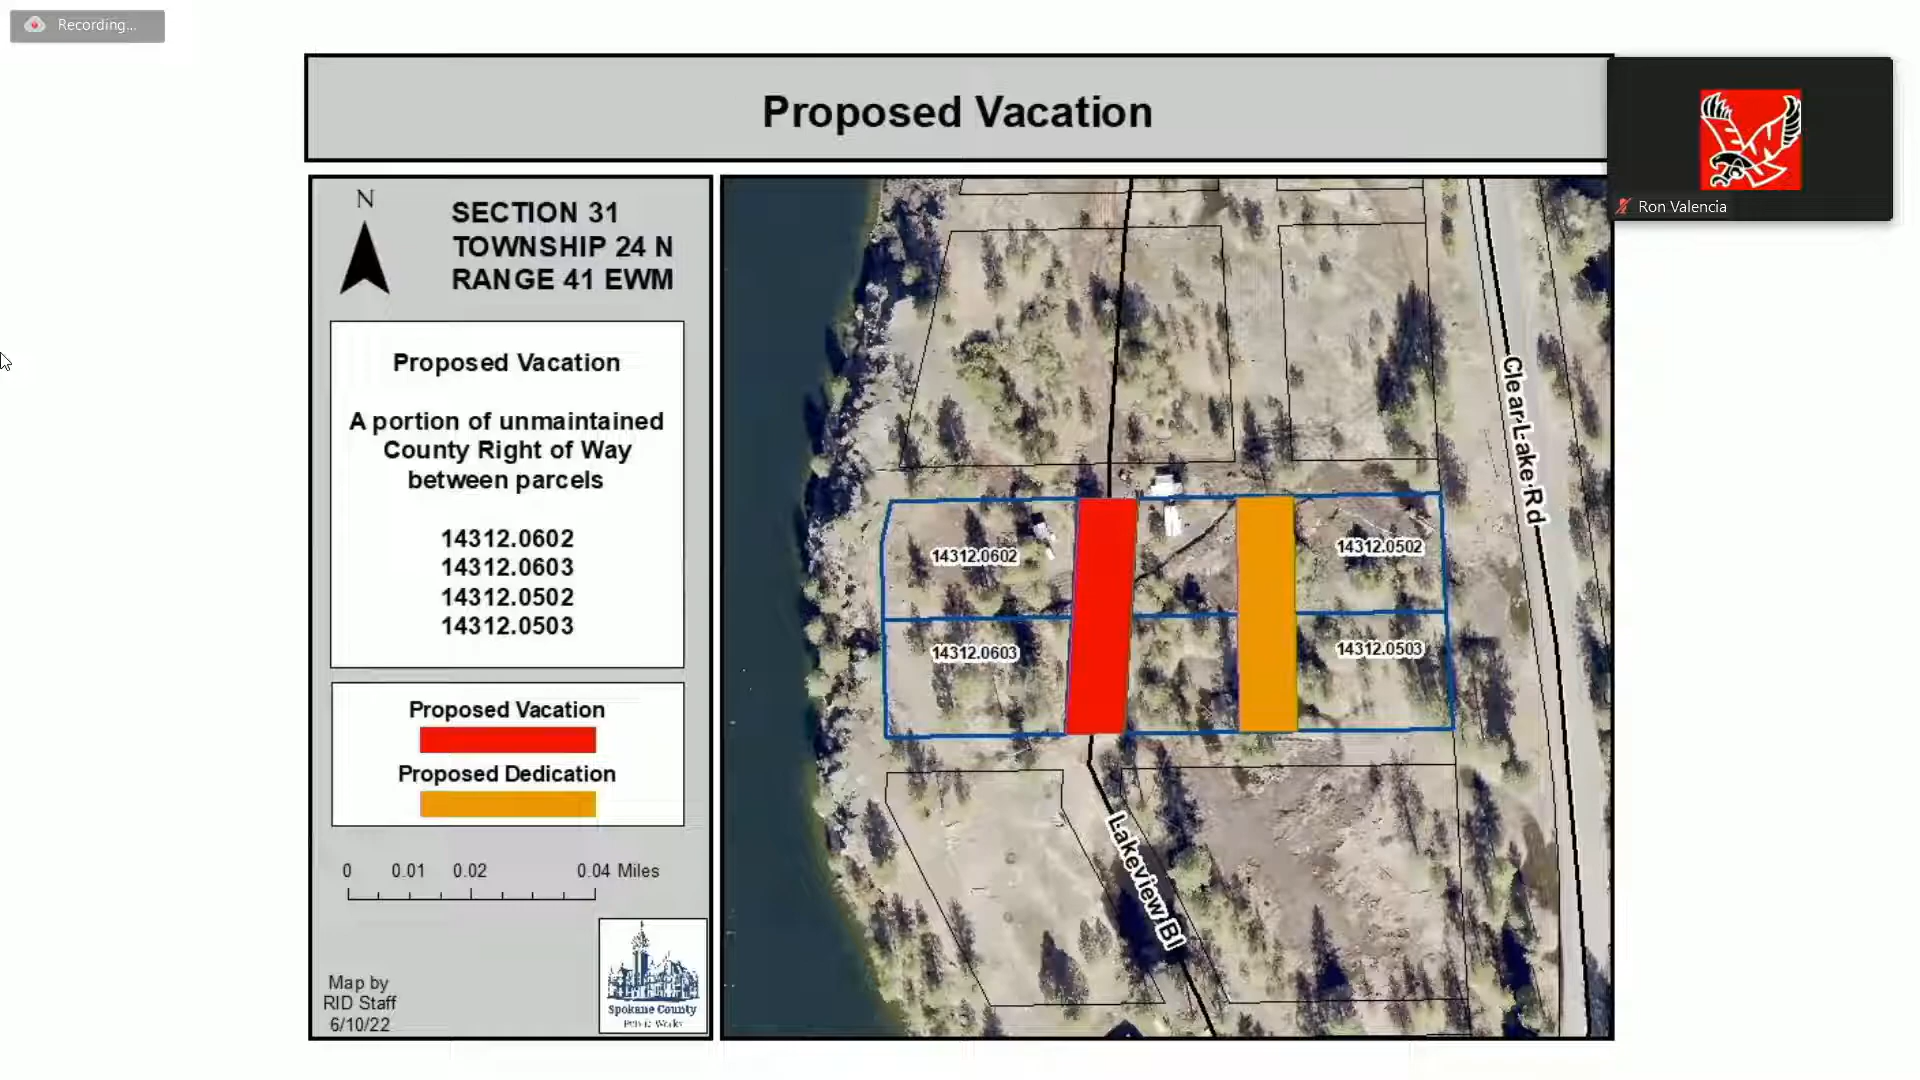 Recording...
Proposed Vacation
Ron Valencia
N
SECTION 31
TOWNSHIP 24 N
RANGE 41 EWM
Proposed Vacation
A portion of unmaintained
County Right of Way
between parcels
14312.0602
14312.0603
14312.0502
14312.0503
Proposed Vacation
Proposed Dedication
0 0.01 0.02 0.04 Miles
Map by
RID Staff
6/10/22
Spokane County
Public Works
14312.0602
14312.0502
14312.0603
14312.0503
Clear Lake Rd
Lakeview Bl
EWU